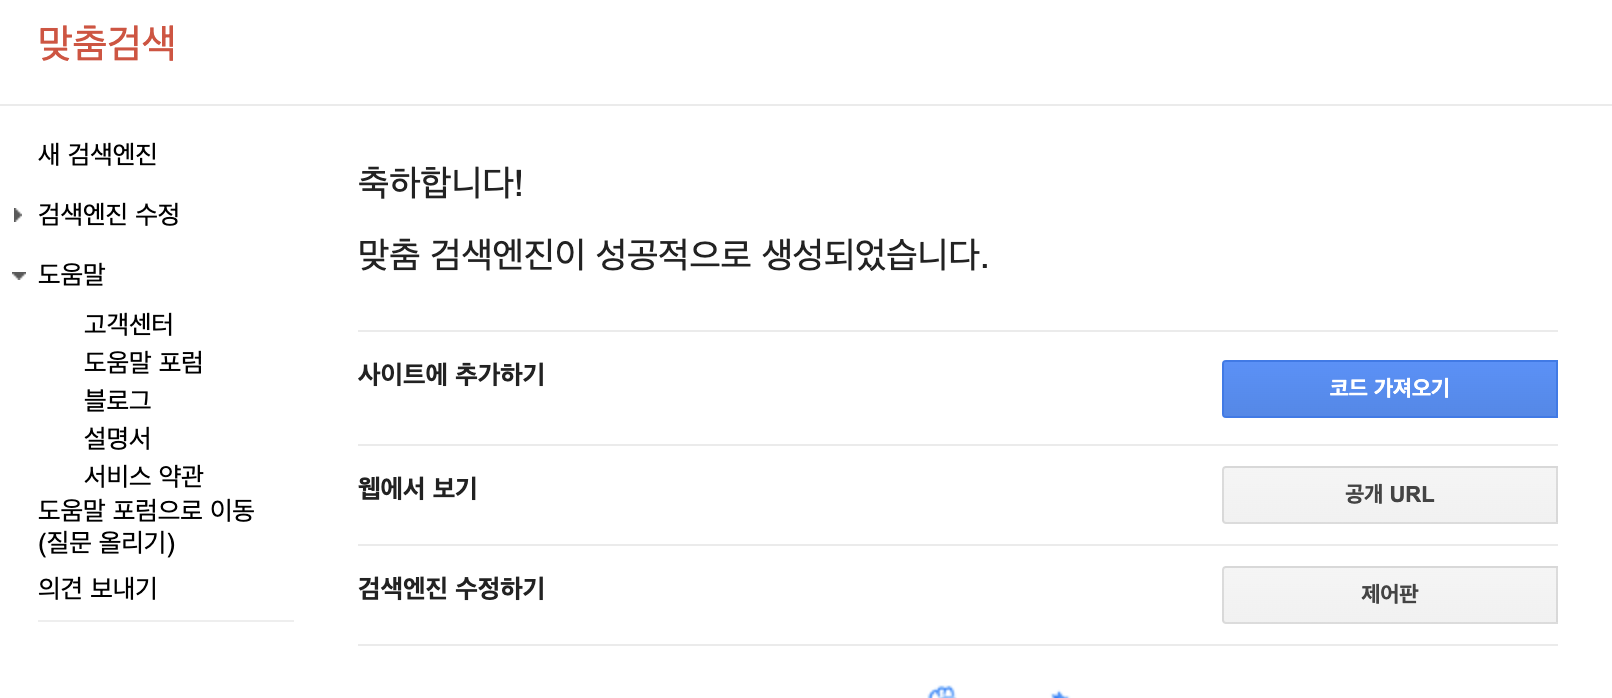 맞춤검색
새 검색엔진
검색엔진 수정
도움말
고객센터
도움말 포럼
블로그
설명서
서비스 약관
도움말 포럼으로 이동
(질문 올리기)
의견 보내기
축하합니다!
맞춤 검색엔진이 성공적으로 생성되었습니다.
사이트에 추가하기
코드 가져오기
웹에서 보기
공개 URL
검색엔진 수정하기
제어판